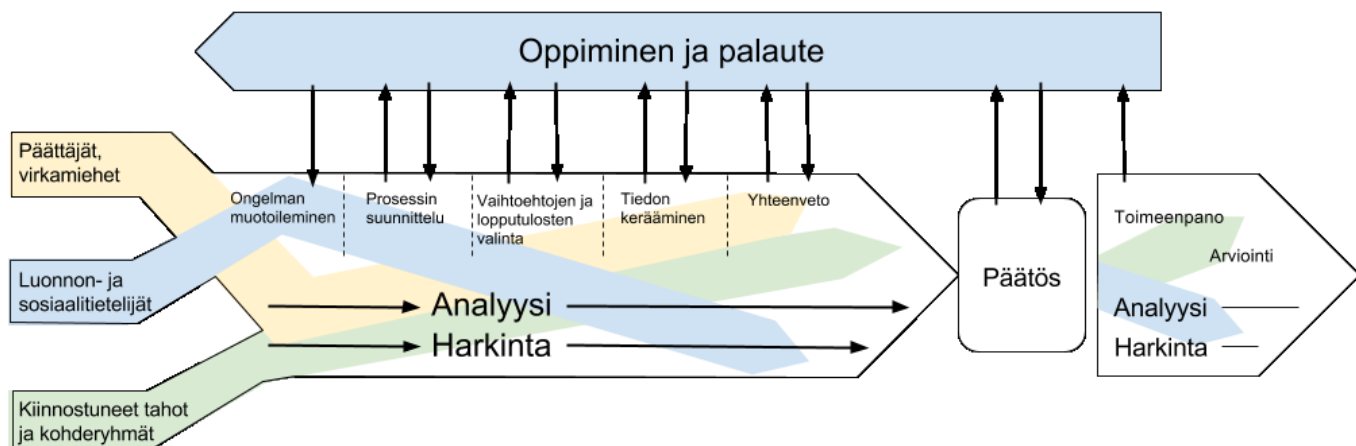 Oppiminen ja palaute
Päättäjät,
virkamiehet
Luonnon- ja
sosiaalitietelijät
Kiinnostuneet tahot
ja kohderyhmät
Ongelman
muotoileminen
Prosessin
suunnittelu
Vaihtoehtojen ja
lopputulosten
valinta
Tiedon
kerääminen
Yhteenveto
Analyysi
Harkinta
Päätös
Toimeenpano
Arviointi
Analyysi
Harkinta